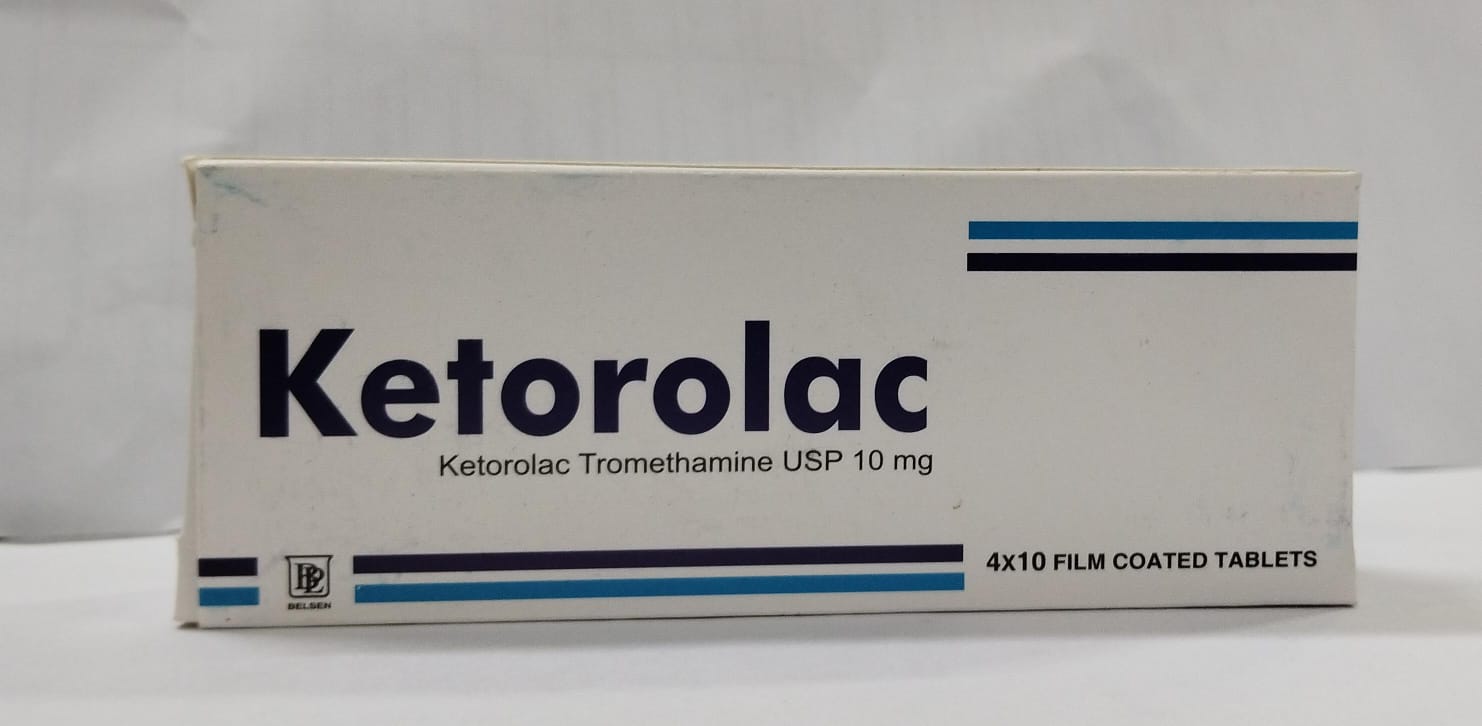 Ketorolac
Ketorolac Tromethamine USP 10 mg
BELSEN
4x10 FILM COATED TABLETS